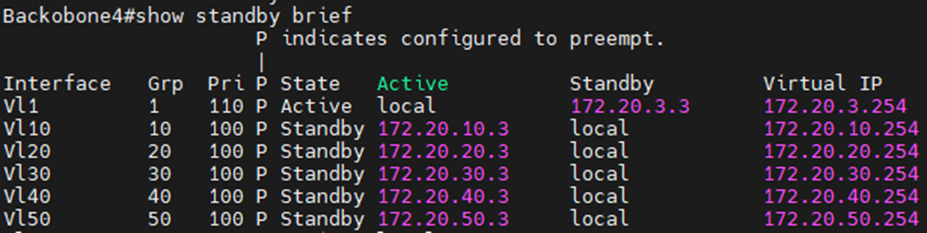 Backobone4#show standby brief
P indicates configured to preempt.
|
Interface Grp Pri P State Active Standby Virtual IP
Vl1 1 110 P Active local 172.20.3.3 172.20.3.254
Vl10 10 100 P Standby 172.20.10.3 local 172.20.10.254
Vl20 20 100 P Standby 172.20.20.3 local 172.20.20.254
Vl30 30 100 P Standby 172.20.30.3 local 172.20.30.254
Vl40 40 100 P Standby 172.20.40.3 local 172.20.40.254
Vl50 50 100 P Standby 172.20.50.3 local 172.20.50.254